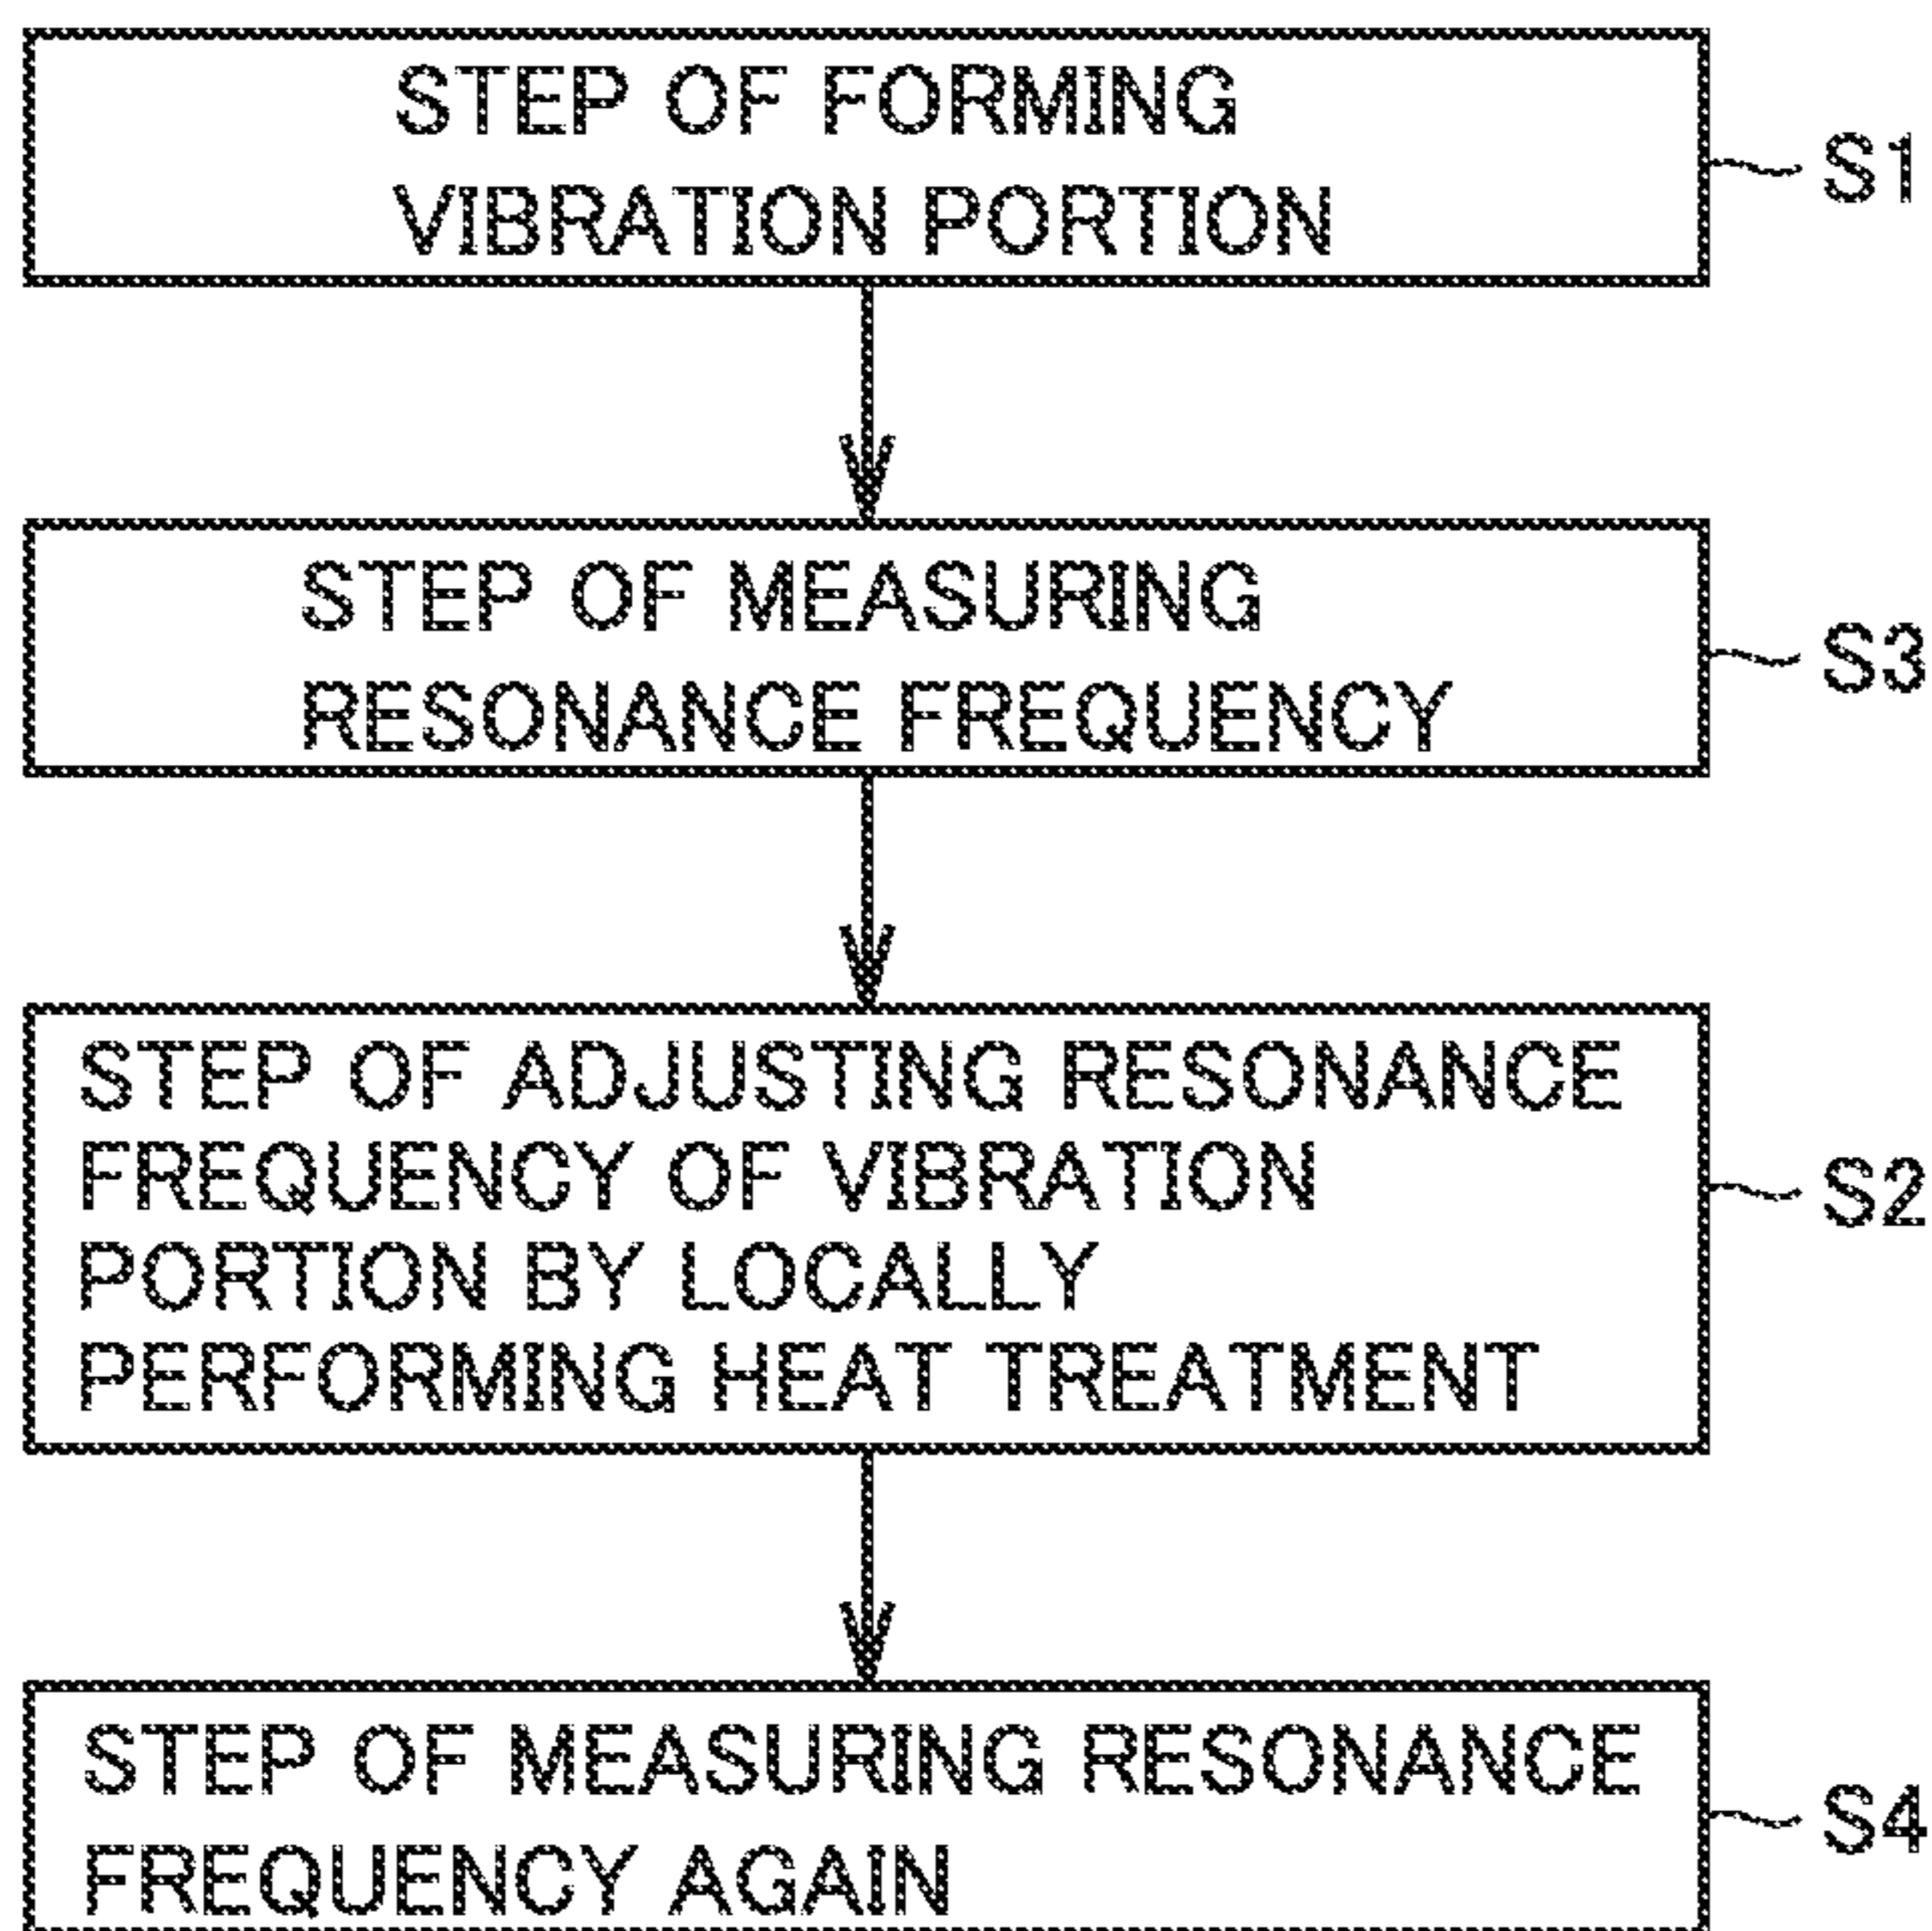 STEP OF FORMING
VIBRATION PORTION
S1
STEP OF MEASURING
RESONANCE FREQUENCY
S3
STEP OF ADJUSTING RESONANCE
FREQUENCY OF VIBRATION
PORTION BY LOCALLY
PERFORMING HEAT TREATMENT
S2
STEP OF MEASURING RESONANCE
FREQUENCY AGAIN
S4